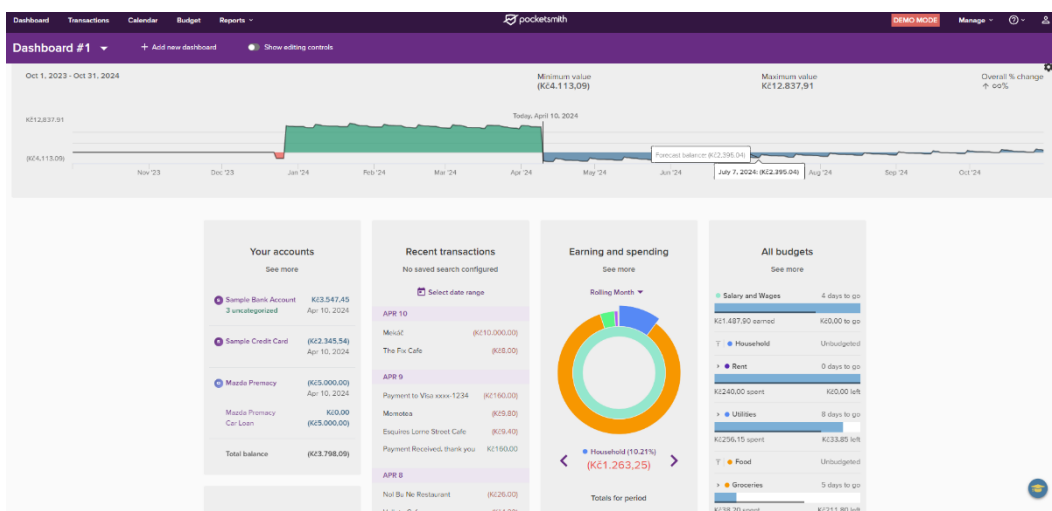 Dashboard Transactions Calendar Budget Reports pocketsmith DEMO MODE Manage
Dashboard #1 + Add new dashboard Show editing controls
Oct 1, 2023 - Oct 31, 2024
Minimum value
(Kč4.113,09)
Maximum value
Kč12.837,91
Overall % change
↑ ∞%
Today, April 10, 2024
Kč12,837.91
(Kč4,113.09)
Forecast balance: (Kč2,395.04)
July 7, 2024: (Kč2.395.04)
Nov '23 Dec '23 Jan '24 Feb '24 Mar '24 Apr '24 May '24 Jun '24 Aug '24 Sep '24 Oct '24
Your accounts
See more
Sample Bank Account Kč3.547,45
3 uncategorized Apr 10, 2024
Sample Credit Card (Kč2.345,54)
Apr 10, 2024
Mazda Premacy (Kč5.000,00)
Apr 10, 2024
Mazda Premacy Kč0,00
Car Loan (Kč5.000,00)
Total balance (Kč3.798,09)
Recent transactions
No saved search configured
Select date range
APR 10
Mekáč (Kč10.000,00)
The Fix Cafe (Kč8,00)
APR 9
Payment to Visa xxxx-1234 (Kč160,00)
Momotea (Kč9,80)
Esquires Lorne Street Cafe (Kč9,40)
Payment Received, thank you Kč160,00
APR 8
Nol Bu Ne Restaurant (Kč26,00)
Earning and spending
See more
Rolling Month
Household (10.21%)
(Kč1.263,25)
Totals for period
All budgets
See more
Salary and Wages 4 days to go
Kč1.487,90 earned Kč0,00 to go
Household Unbudgeted
Rent 0 days to go
Kč240,00 spent Kč0,00 left
Utilities 8 days to go
Kč256,15 spent Kč33,85 left
Food Unbudgeted
Groceries 5 days to go
Kč38,20 spent Kč211,80 left